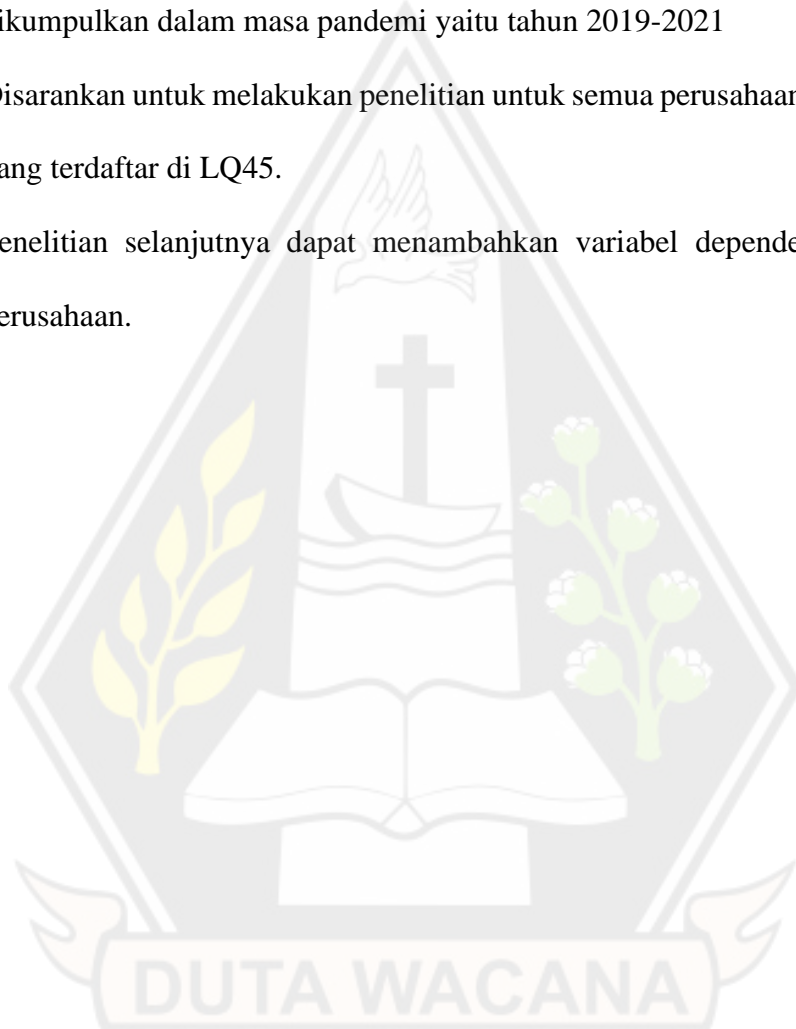 ikumpulkan dalam masa pandemi yaitu tahun 2019-2021
Disarankan untuk melakukan penelitian untuk semua perusahaan
ang terdaftar di LQ45.
enelitian selanjutnya dapat menambahkan variabel depende
erusahaan.
DUTA WACANA